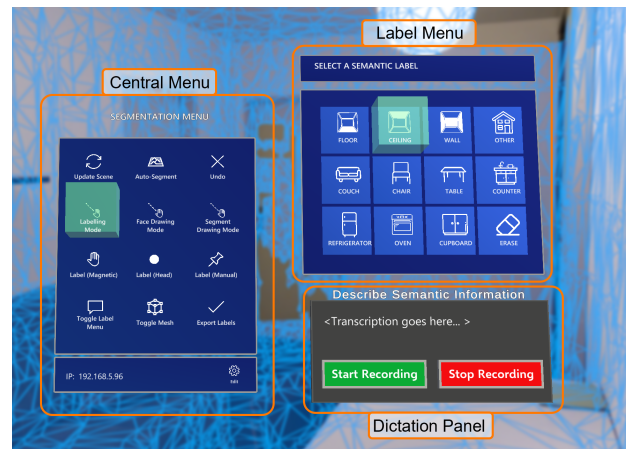 Label Menu
SELECT A SEMANTIC LABEL
FLOOR
CEILING
WALL
OTHER
COUCH
CHAIR
TABLE
COUNTER
REFRIGERATOR
OVEN
CUPBOARD
ERASE
Central Menu
SEGMENTATION MENU
Update Scene
Auto-Segment
Undo
Labelling
Mode
Face Drawing
Mode
Segment
Drawing Mode
Label (Magnetic)
Label (Head)
Label (Manual)
Toggle Label
Menu
Toggle Mesh
Export Labels
IP: 192.168.5.96
Describe Semantic Information
<Transcription goes here... >
Start Recording
Stop Recording
Dictation Panel